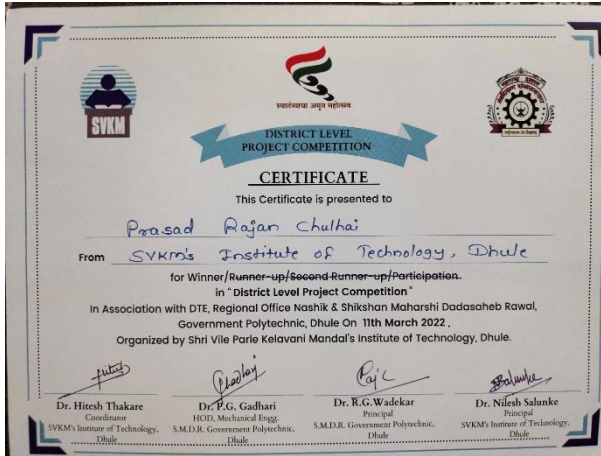 SVKM
स्वातंत्र्याचा अमृत महोत्सव
DISTRICT LEVEL
PROJECT COMPETITION
CERTIFICATE
This Certificate is presented to
Prasad Rajan Chulhai
From SVKM's Institute of Technology, Dhule
for Winner/Runner-up/Second Runner-up/Participation
in "District Level Project Competition"
In Association with DTE, Regional Office Nashik & Shikshan Maharshi Dadasaheb Rawal,
Government Polytechnic, Dhule On 11th March 2022,
Organized by Shri Vile Parle Kelavani Mandal's Institute of Technology, Dhule.
Dr. Hitesh Thakare
Coordinator
SVKM's Institute of Technology,
Dhule
Dr. P.G. Gadhari
HOD, Mechanical Engg.
S.M.D.R. Government Polytechnic,
Dhule
Dr. R.G.Wadekar
Principal
S.M.D.R. Government Polytechnic,
Dhule
Dr. Nilesh Salunke
Principal
SVKM's Institute of Technology,
Dhule